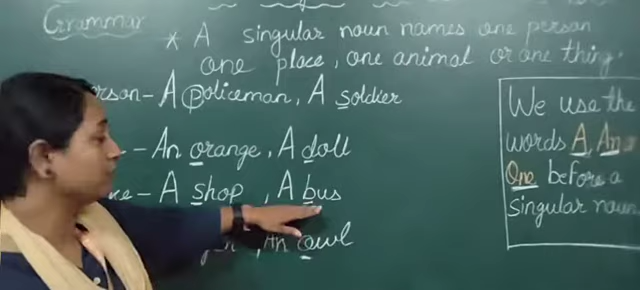 Grammar
* A singular noun names one person
one place, one animal or one thing.
rson - A policeman, A soldier
- An orange, A doll
- A shop, A bus
, An owl
We use the
words A, An
One before a
singular noun